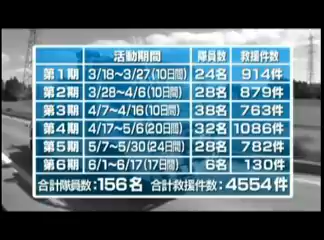 活動期間 隊員数 救援件数
第1期 3/18〜3/27(10日間) 24名 914件
第2期 3/28〜4/6(10日間) 28名 879件
第3期 4/7〜4/16(10日間) 38名 763件
第4期 4/17〜5/6(20日間) 32名 1086件
第5期 5/7〜5/30(24日間) 28名 782件
第6期 6/1〜6/17(17日間) 6名 130件
合計隊員数:156名 合計救援件数:4554件